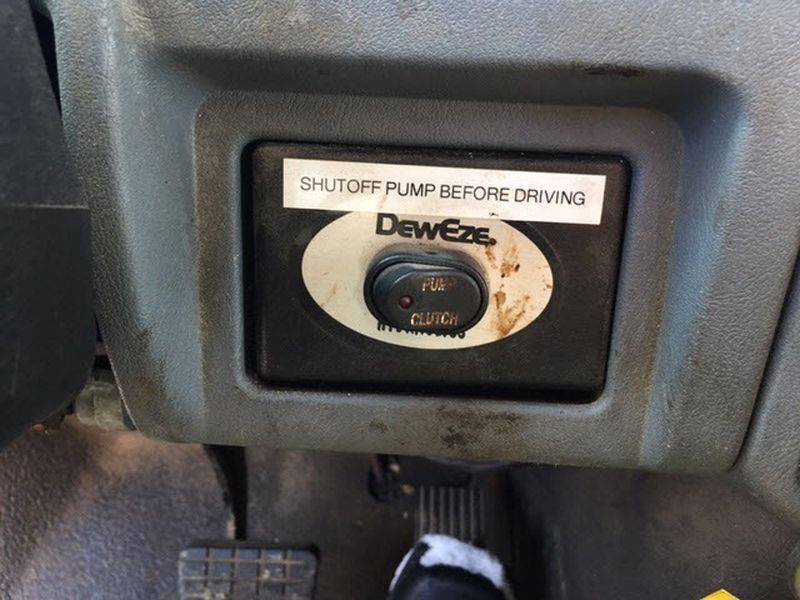 SHUTOFF PUMP BEFORE DRIVING
DEWEZE.
PUMP
CLUTCH